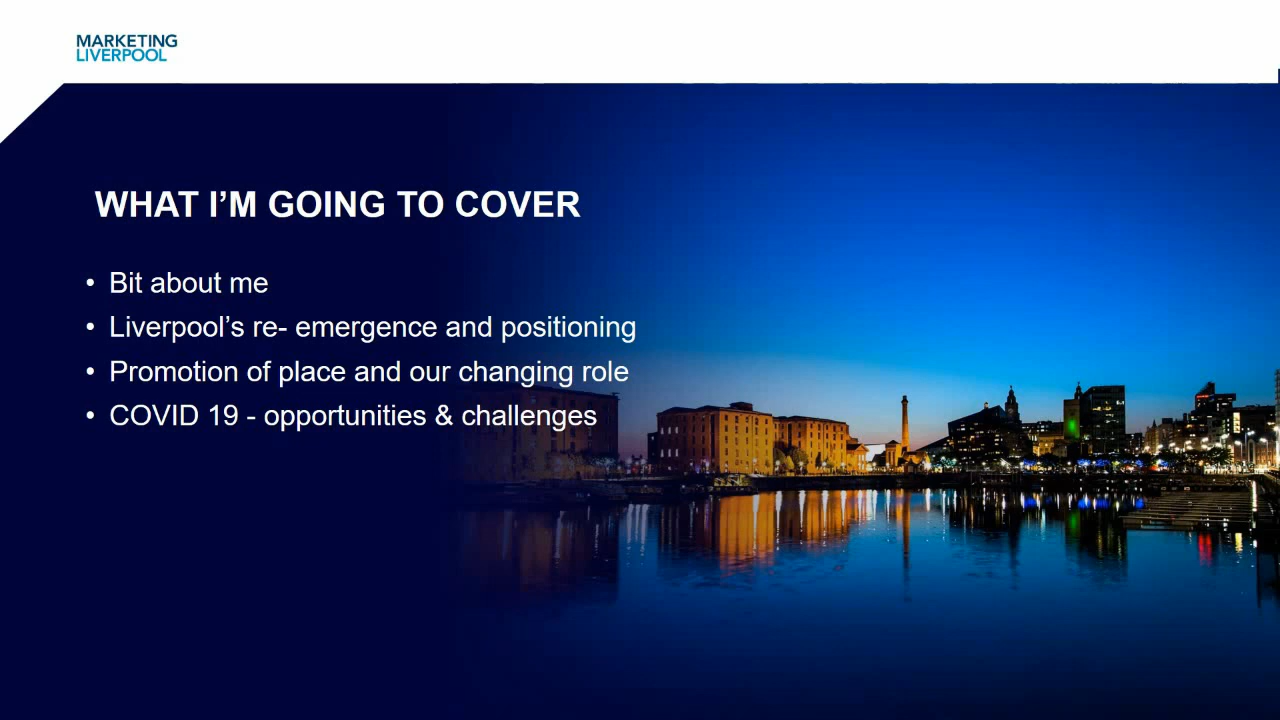 MARKETING
LIVERPOOL
WHAT I’M GOING TO COVER
• Bit about me
• Liverpool’s re- emergence and positioning
• Promotion of place and our changing role
• COVID 19 - opportunities & challenges